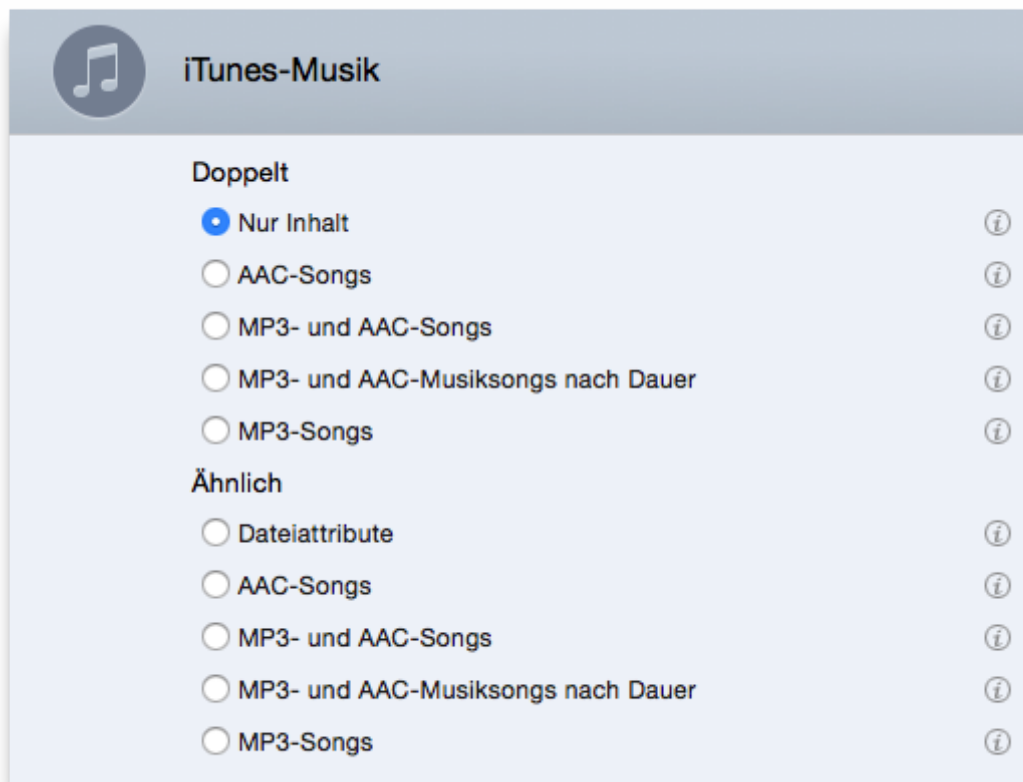 iTunes-Musik
Doppelt
Nur Inhalt
AAC-Songs
MP3- und AAC-Songs
MP3- und AAC-Musiksongs nach Dauer
MP3-Songs
Ähnlich
Dateiattribute
AAC-Songs
MP3- und AAC-Songs
MP3- und AAC-Musiksongs nach Dauer
MP3-Songs